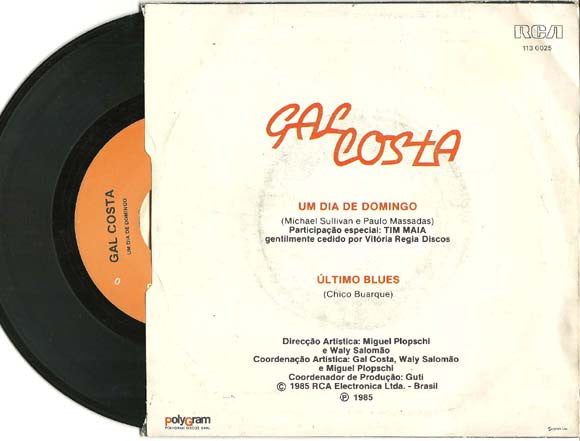 RCA
113 0025
GAL
COSTA
UM DIA DE DOMINGO
(Michael Sullivan e Paulo Massadas)
Participação especial: TIM MAIA
gentilmente cedido por Vitória Regia Discos
ÚLTIMO BLUES
(Chico Buarque)
Direcção Artística: Miguel Plopschi
e Waly Salomão
Coordenação Artística: Gal Costa, Waly Salomão
e Miguel Plopschi
Coordenador de Produção: Guti
© 1985 RCA Electronica Ltda. - Brasil
℗ 1985
polyGram
POLYGRAM DISCOS SARL
GAL COSTA
UM DIA DE DOMINGO